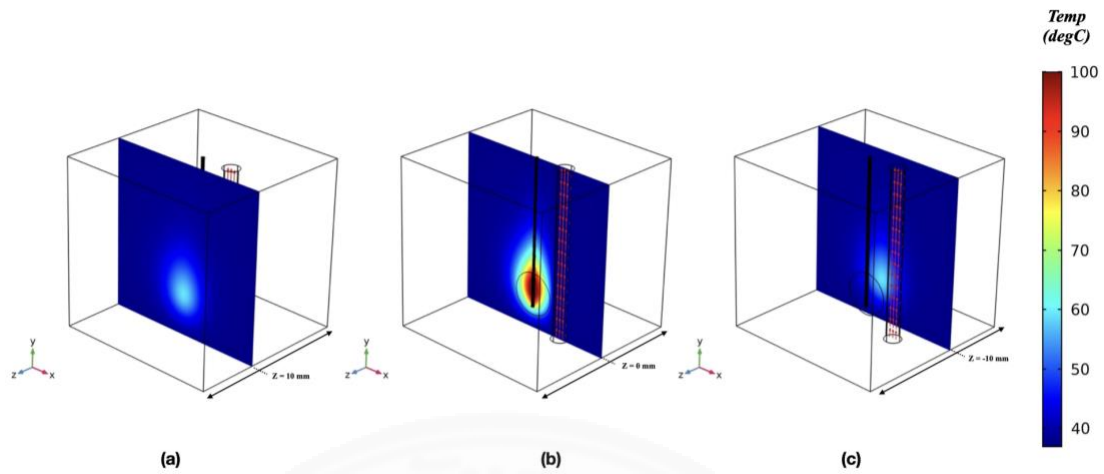 Temp
(degC)
100
90
80
70
60
50
40
y
z
x
Z = 10 mm
y
z
x
Z = 0 mm
y
z
x
Z = -10 mm
(a)
(b)
(c)